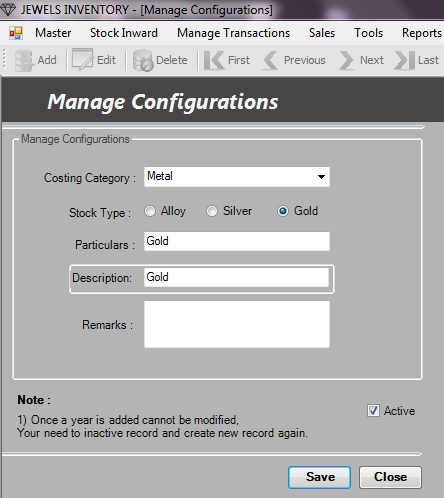 JEWELS INVENTORY - [Manage Configurations]
Master Stock Inward Manage Transactions Sales Tools Reports
Add Edit Delete First Previous Next Last
Manage Configurations
Manage Configurations
Costing Category : Metal
Stock Type : Alloy Silver Gold
Particulars : Gold
Description: Gold
Remarks :
Note :
1) Once a year is added cannot be modified,
Your need to inactive record and create new record again.
Active
Save Close